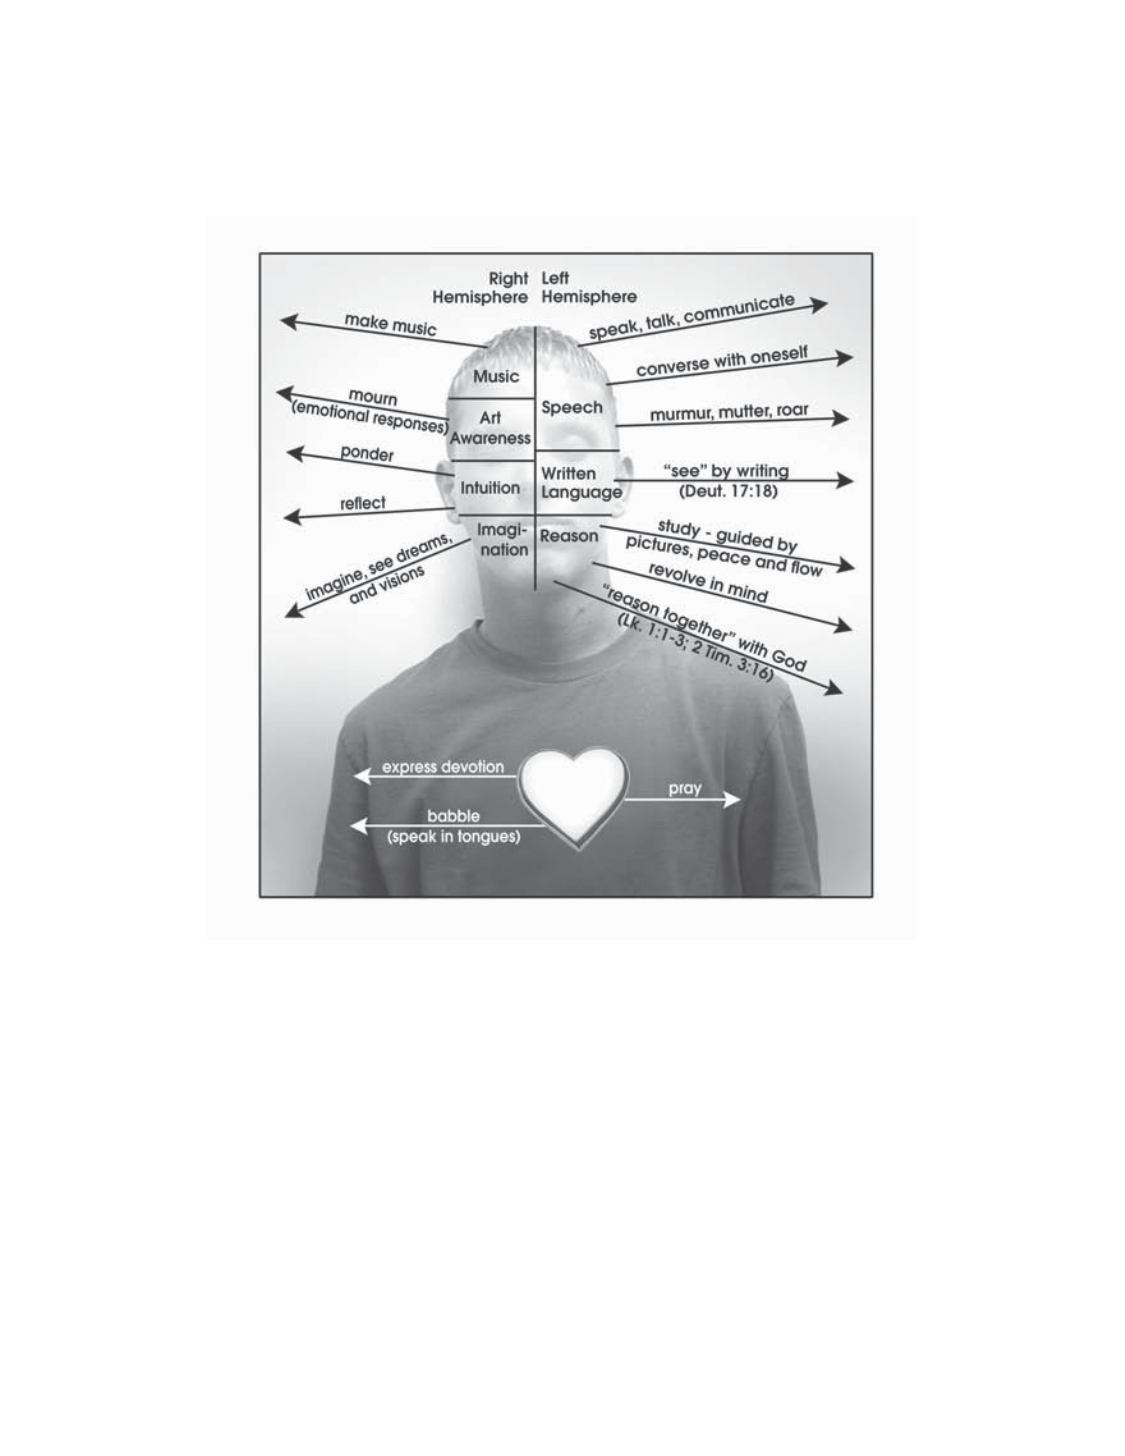 Right Left
Hemisphere Hemisphere
make music
speak, talk, communicate
converse with oneself
Music
mourn
(emotional responses)
Speech
murmur, mutter, roar
Art
Awareness
ponder
"see" by writing
(Deut. 17:18)
Written
Language
Intuition
reflect
study - guided by
pictures, peace and flow
Imagi-
nation
Reason
imagine, see dreams,
and visions
revolve in mind
"reason together" with God
(Lk. 1:1-3; 2 Tim. 3:16)
express devotion
pray
babble
(speak in tongues)